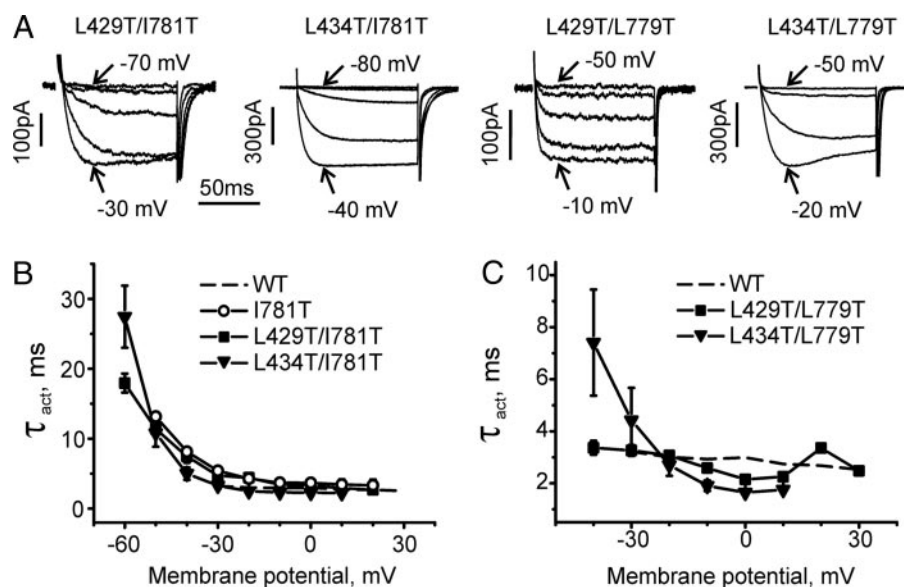 A
L429T/I781T
L434T/I781T
L429T/L779T
L434T/L779T
-70 mV
-80 mV
-50 mV
-50 mV
100pA
300pA
100pA
300pA
-30 mV
50ms
-40 mV
-10 mV
-20 mV
B
WT
I781T
L429T/I781T
L434T/I781T
τact, ms
30
20
10
0
-60
-30
0
30
Membrane potential, mV
C
WT
L429T/L779T
L434T/L779T
τact, ms
10
8
6
4
2
-30
0
30
Membrane potential, mV